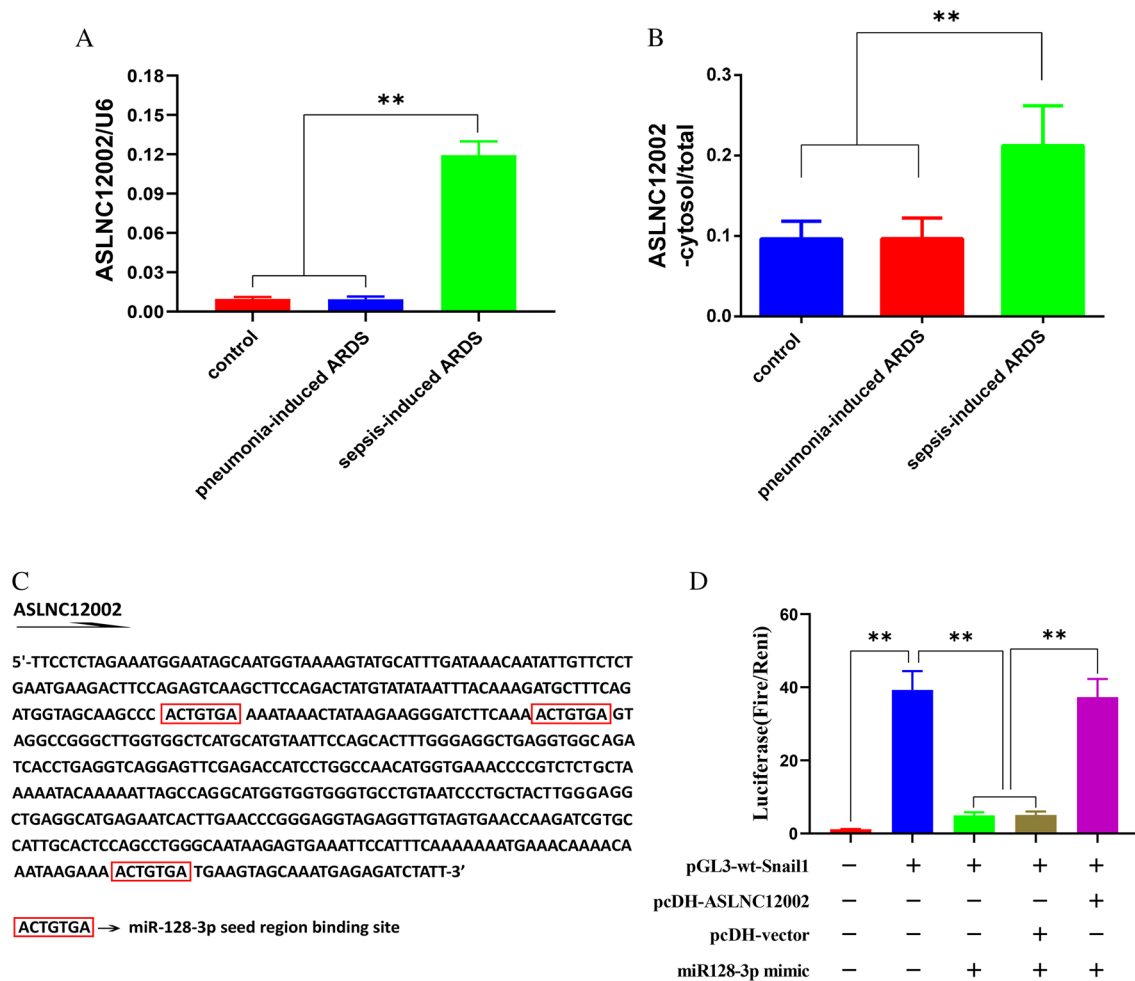 A
ASLNC12002/U6
0.18
0.15
0.12
0.09
0.06
0.03
0.00
**
control
pneumonia-induced ARDS
sepsis-induced ARDS
B
ASLNC12002
-cytosol/total
0.3
0.2
0.1
0.0
**
control
pneumonia-induced ARDS
sepsis-induced ARDS
C
ASLNC12002
5'-TTCCTCTAGAAATGGAATAGCAATGGTAAAAGTATGCATTTGATAAACAATATTGTTCTCT
GAATGAAGACTTCCAGAGTCAAGCTTCCAGACTATGTATATAATTTACAAAGATGCTTTCAG
ATGGTAGCAAGCCC ACTGTGA AAATAAACTATAAGAAGGGATCTTCAAA ACTGTGA GT
AGGCCGGGCTTGGTGGCTCATGCATGTAATTCCAGCACTTTGGGAGGCTGAGGTGGCAGA
TCACCTGAGGTCAGGAGTTCGAGACCATCCTGGCCAACATGGTGAAACCCCGTCTCTGCTA
AAAATACAAAAATTAGCCAGGCATGGTGGTGGGTGCCTGTAATCCCTGCTACTTGGGAGG
CTGAGGCATGAGAATCACTTGAACCCGGGAGGTAGAGGTTGTAGTGAACCAAGATCGTGC
CATTGCACTCCAGCCTGGGCAATAAGAGTGAAATTCCATTTCAAAAAAAATGAAACAAAACA
AATAAGAAA ACTGTGA TGAAGTAGCAAATGAGAGATCTATT-3’
ACTGTGA → miR-128-3p seed region binding site
D
Luciferase(Fire/Reni)
60
40
20
0
** ** **
pGL3-wt-Snail1 − + + + +
pcDH-ASLNC12002 − − − − +
pcDH-vector − − − + −
miR128-3p mimic − − + + +